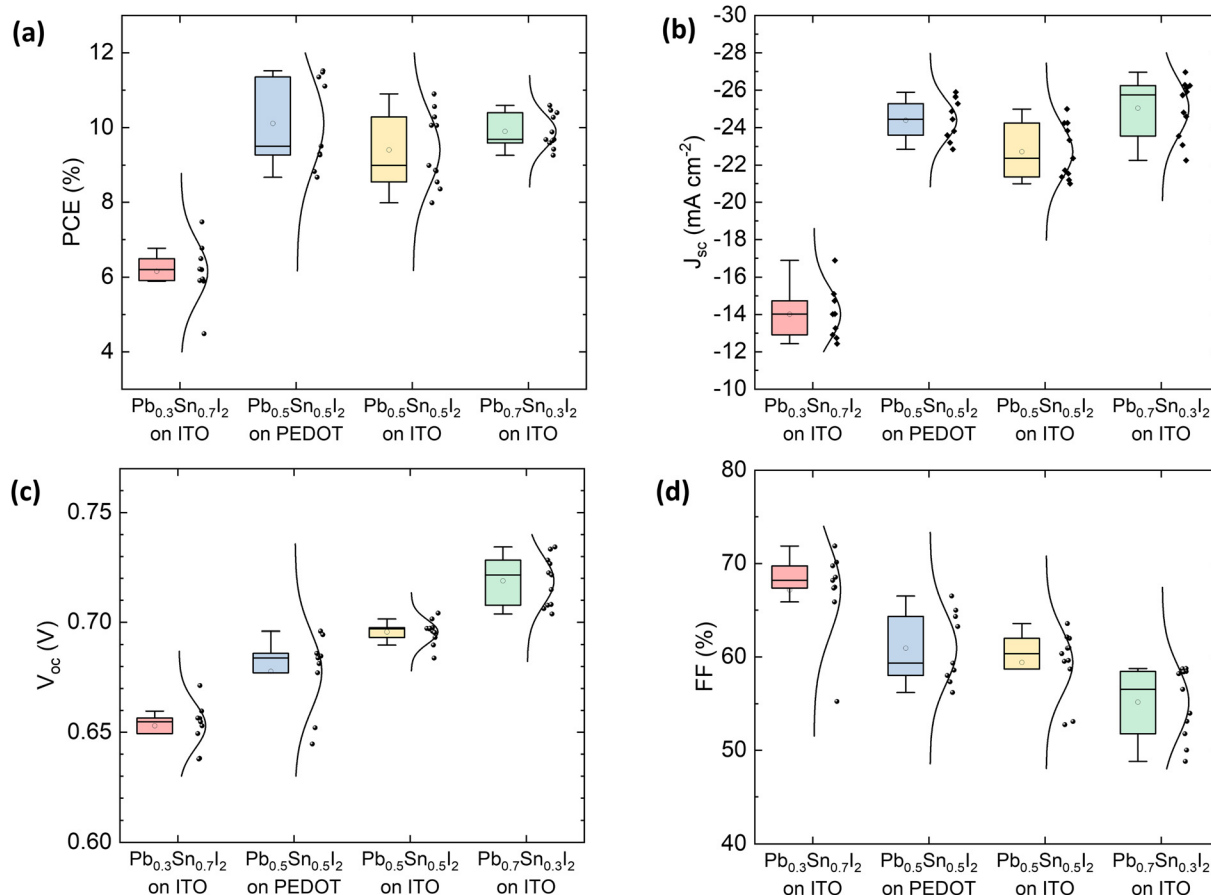 (a)
PCE (%)
12
10
8
6
4
Pb0.3Sn0.7I2 on ITO
Pb0.5Sn0.5I2 on PEDOT
Pb0.5Sn0.5I2 on ITO
Pb0.7Sn0.3I2 on ITO
(b)
Jsc (mA cm-2)
-30
-28
-26
-24
-22
-20
-18
-16
-14
-12
-10
Pb0.3Sn0.7I2 on ITO
Pb0.5Sn0.5I2 on PEDOT
Pb0.5Sn0.5I2 on ITO
Pb0.7Sn0.3I2 on ITO
(c)
Voc (V)
0.75
0.70
0.65
0.60
Pb0.3Sn0.7I2 on ITO
Pb0.5Sn0.5I2 on PEDOT
Pb0.5Sn0.5I2 on ITO
Pb0.7Sn0.3I2 on ITO
(d)
FF (%)
80
70
60
50
40
Pb0.3Sn0.7I2 on ITO
Pb0.5Sn0.5I2 on PEDOT
Pb0.5Sn0.5I2 on ITO
Pb0.7Sn0.3I2 on ITO